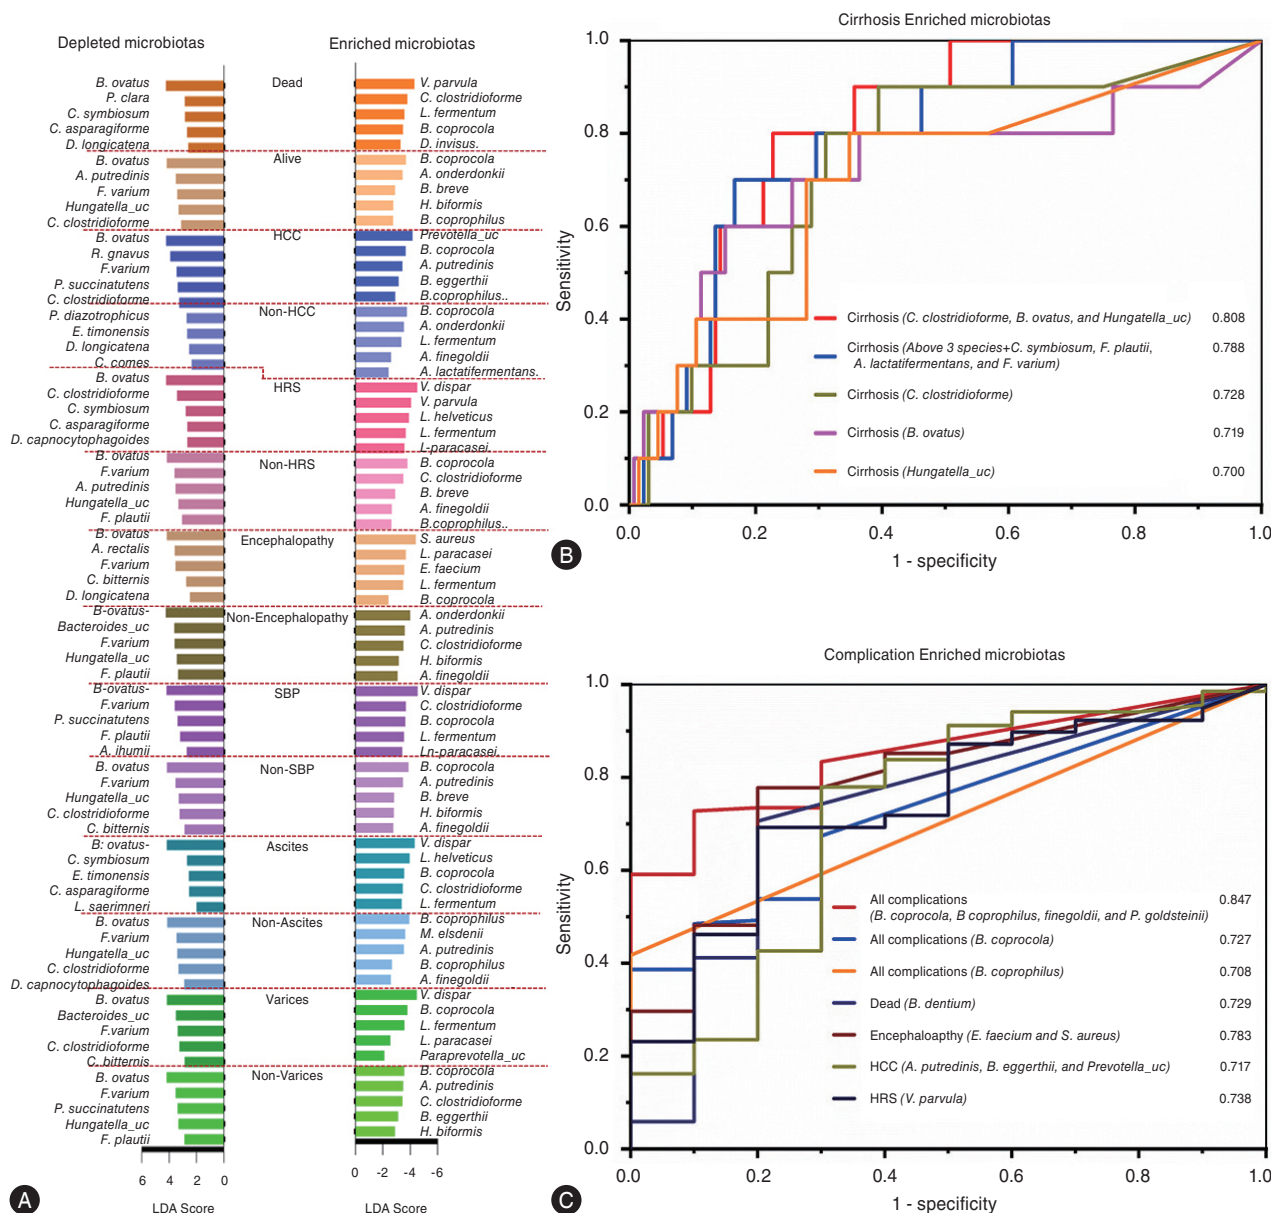 Depleted microbiotas
Enriched microbiotas
B. ovatus
P. clara
C. symbiosum
C. asparagiforme
D. longicatena
Dead
V. parvula
C. clostridioforme
L. fermentum
B. coprocola
D. invisus.
B. ovatus
A. putredinis
F. varium
Hungatella_uc
C. clostridioforme
Alive
B. coprocola
A. onderdonkii
B. breve
H. biformis
B. coprophilus
B. ovatus
R. gnavus
F.varium
P. succinatutens
C. clostridioforme
HCC
Prevotella_uc
B. coprocola
A. putredinis
B. eggerthii
B.coprophilus..
P. diazotrophicus
E. timonensis
D. longicatena
C. comes
Non-HCC
B. coprocola
A. onderdonkii
L. fermentum
A. finegoldii
A. lactatifermentans.
B. ovatus
C. clostridioforme
C. symbiosum
C. asparagiforme
D. capnocytophagoides
HRS
V. dispar
V. parvula
L. helveticus
L. fermentum
L-paracasei.
B. ovatus
F.varium
A. putredinis
Hungatella_uc
F. plautii
Non-HRS
B. coprocola
C. clostridioforme
B. breve
A. finegoldii
B.coprophilus..
B. ovatus
A. rectalis
F.varium
C. bitternis
D. longicatena
Encephalopathy
S. aureus
L. paracasei
E. faecium
L. fermentum
B. coprocola
B-ovatus-
Bacteroides_uc
F.varium
Hungatella_uc
F. plautii
Non-Encephalopathy
A. onderdonkii
A. putredinis
C. clostridioforme
H. biformis
A. finegoldii
B-ovatus-
F.varium
P. succinatutens
F. plautii
A. ihumii
SBP
V. dispar
C. clostridioforme
B. coprocola
L. fermentum
Ln-paracasei.
B. ovatus
F.varium
Hungatella_uc
C. clostridioforme
C. bitternis
Non-SBP
B. coprocola
A. putredinis
B. breve
H. biformis
A. finegoldii
B: ovatus-
C. symbiosum
E. timonensis
C. asparagiforme
L. saerimneri
Ascites
V. dispar
L. helveticus
B. coprocola
C. clostridioforme
L. fermentum
B. ovatus
F.varium
Hungatella_uc
C. clostridioforme
D. capnocytophagoides
Non-Ascites
B. coprophilus
M. elsdenii
A. putredinis
B. coprophilus
A. finegoldii
B. ovatus
Bacteroides_uc
F.varium
C. clostridioforme
C. bitternis
Varices
V. dispar
B. coprocola
L. fermentum
L. paracasei
Paraprevotella_uc
B. ovatus
F.varium
P. succinatutens
Hungatella_uc
F. plautii
Non-Varices
B. coprocola
A. putredinis
C. clostridioforme
B. eggerthii
H. biformis
6 4 2 0
0 -2 -4 -6
LDA Score
LDA Score
A
Cirrhosis Enriched microbiotas
Sensitivity
1.0
0.8
0.6
0.4
0.2
0.0
Cirrhosis (C. clostridioforme, B. ovatus, and Hungatella_uc) 0.808
Cirrhosis (Above 3 species+C. symbiosum, F. plautii, 0.788
A. lactatifermentans, and F. varium)
Cirrhosis (C. clostridioforme) 0.728
Cirrhosis (B. ovatus) 0.719
Cirrhosis (Hungatella_uc) 0.700
0.0 0.2 0.4 0.6 0.8 1.0
1 - specificity
B
Complication Enriched microbiotas
Sensitivity
1.0
0.8
0.6
0.4
0.2
0.0
All complications 0.847
(B. coprocola, B coprophilus, finegoldii, and P. goldsteinii)
All complications (B. coprocola) 0.727
All complications (B. coprophilus) 0.708
Dead (B. dentium) 0.729
Encephaloapthy (E. faecium and S. aureus) 0.783
HCC (A. putredinis, B. eggerthii, and Prevotella_uc) 0.717
HRS (V. parvula) 0.738
0.0 0.2 0.4 0.6 0.8 1.0
1 - specificity
C